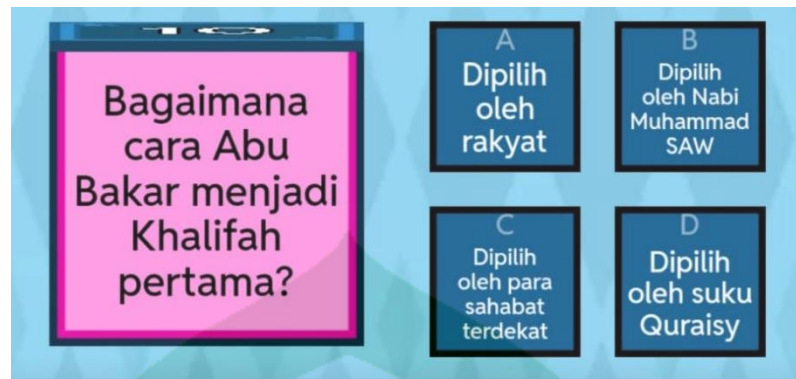 Bagaimana
cara Abu
Bakar menjadi
Khalifah
pertama?
A
Dipilih
oleh
rakyat
B
Dipilih
oleh Nabi
Muhammad
SAW
C
Dipilih
oleh para
sahabat
terdekat
D
Dipilih
oleh suku
Quraisy